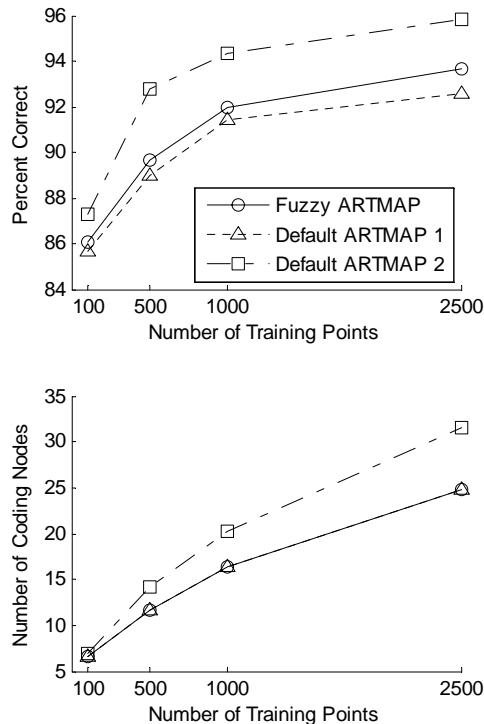 96
94
92
90
88
86
84
Percent Correct
Fuzzy ARTMAP
Default ARTMAP 1
Default ARTMAP 2
100 500 1000 2500
Number of Training Points
35
30
25
20
15
10
5
Number of Coding Nodes
100 500 1000 2500
Number of Training Points